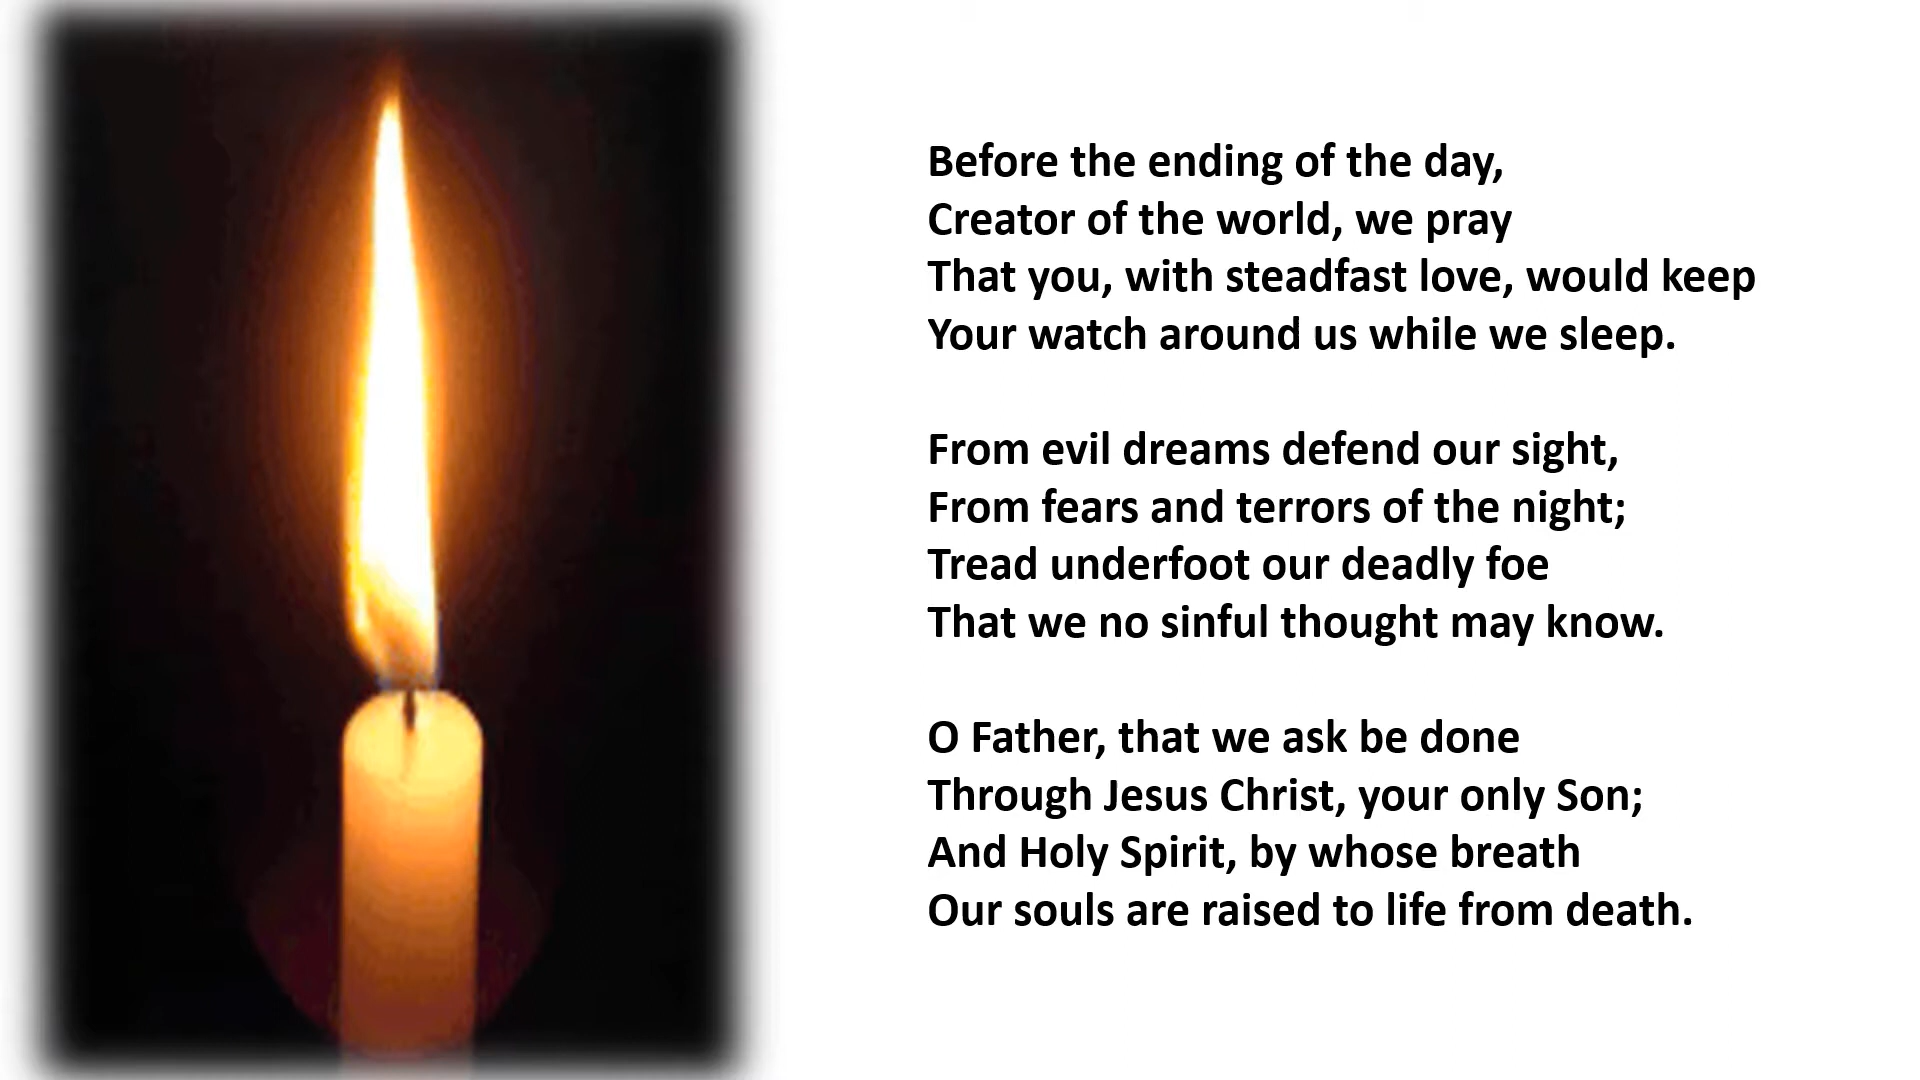 Before the ending of the day,
Creator of the world, we pray
That you, with steadfast love, would keep
Your watch around us while we sleep.
From evil dreams defend our sight,
From fears and terrors of the night;
Tread underfoot our deadly foe
That we no sinful thought may know.
O Father, that we ask be done
Through Jesus Christ, your only Son;
And Holy Spirit, by whose breath
Our souls are raised to life from death.